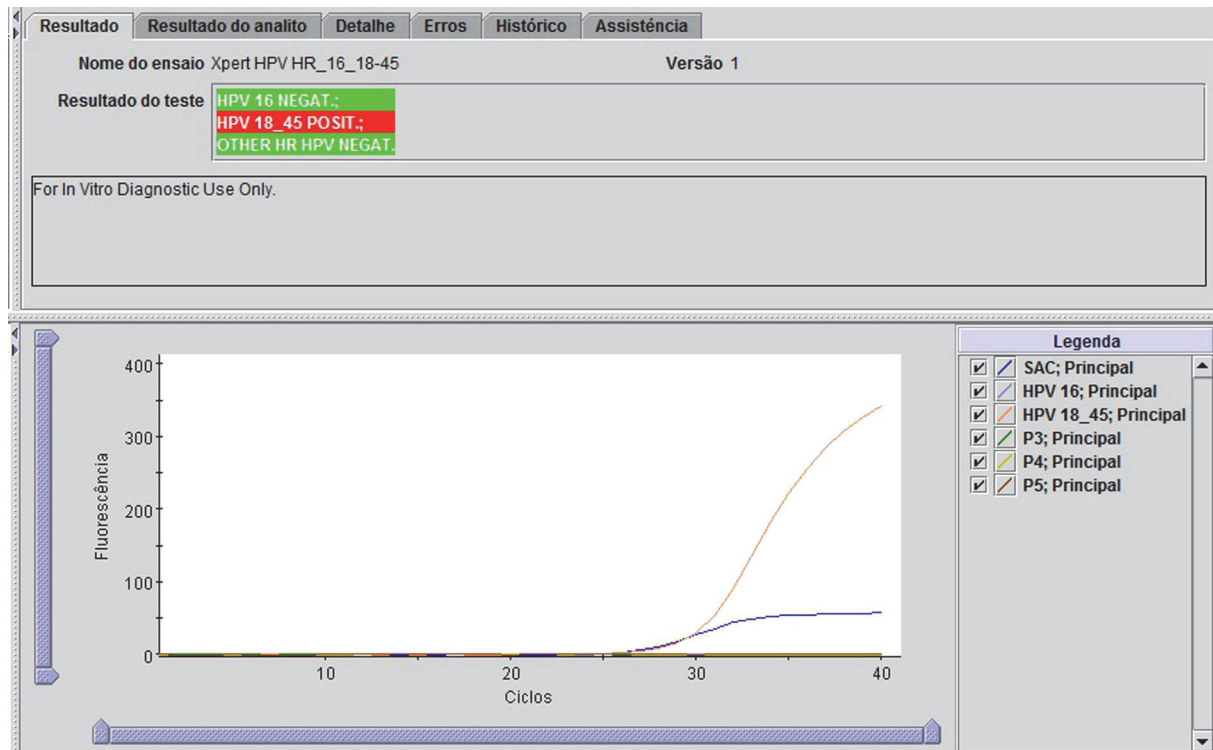 Resultado Resultado do analito Detalhe Erros Histórico Assisténcia
Nome do ensaio Xpert HPV HR_16_18-45 Versão 1
Resultado do teste HPV 16 NEGAT.;
HPV 18_45 POSIT.;
OTHER HR HPV NEGAT.
For In Vitro Diagnostic Use Only.
400
300
200
100
0
Fluorescência
10 20 30 40
Ciclos
Legenda
SAC; Principal
HPV 16; Principal
HPV 18_45; Principal
P3; Principal
P4; Principal
P5; Principal